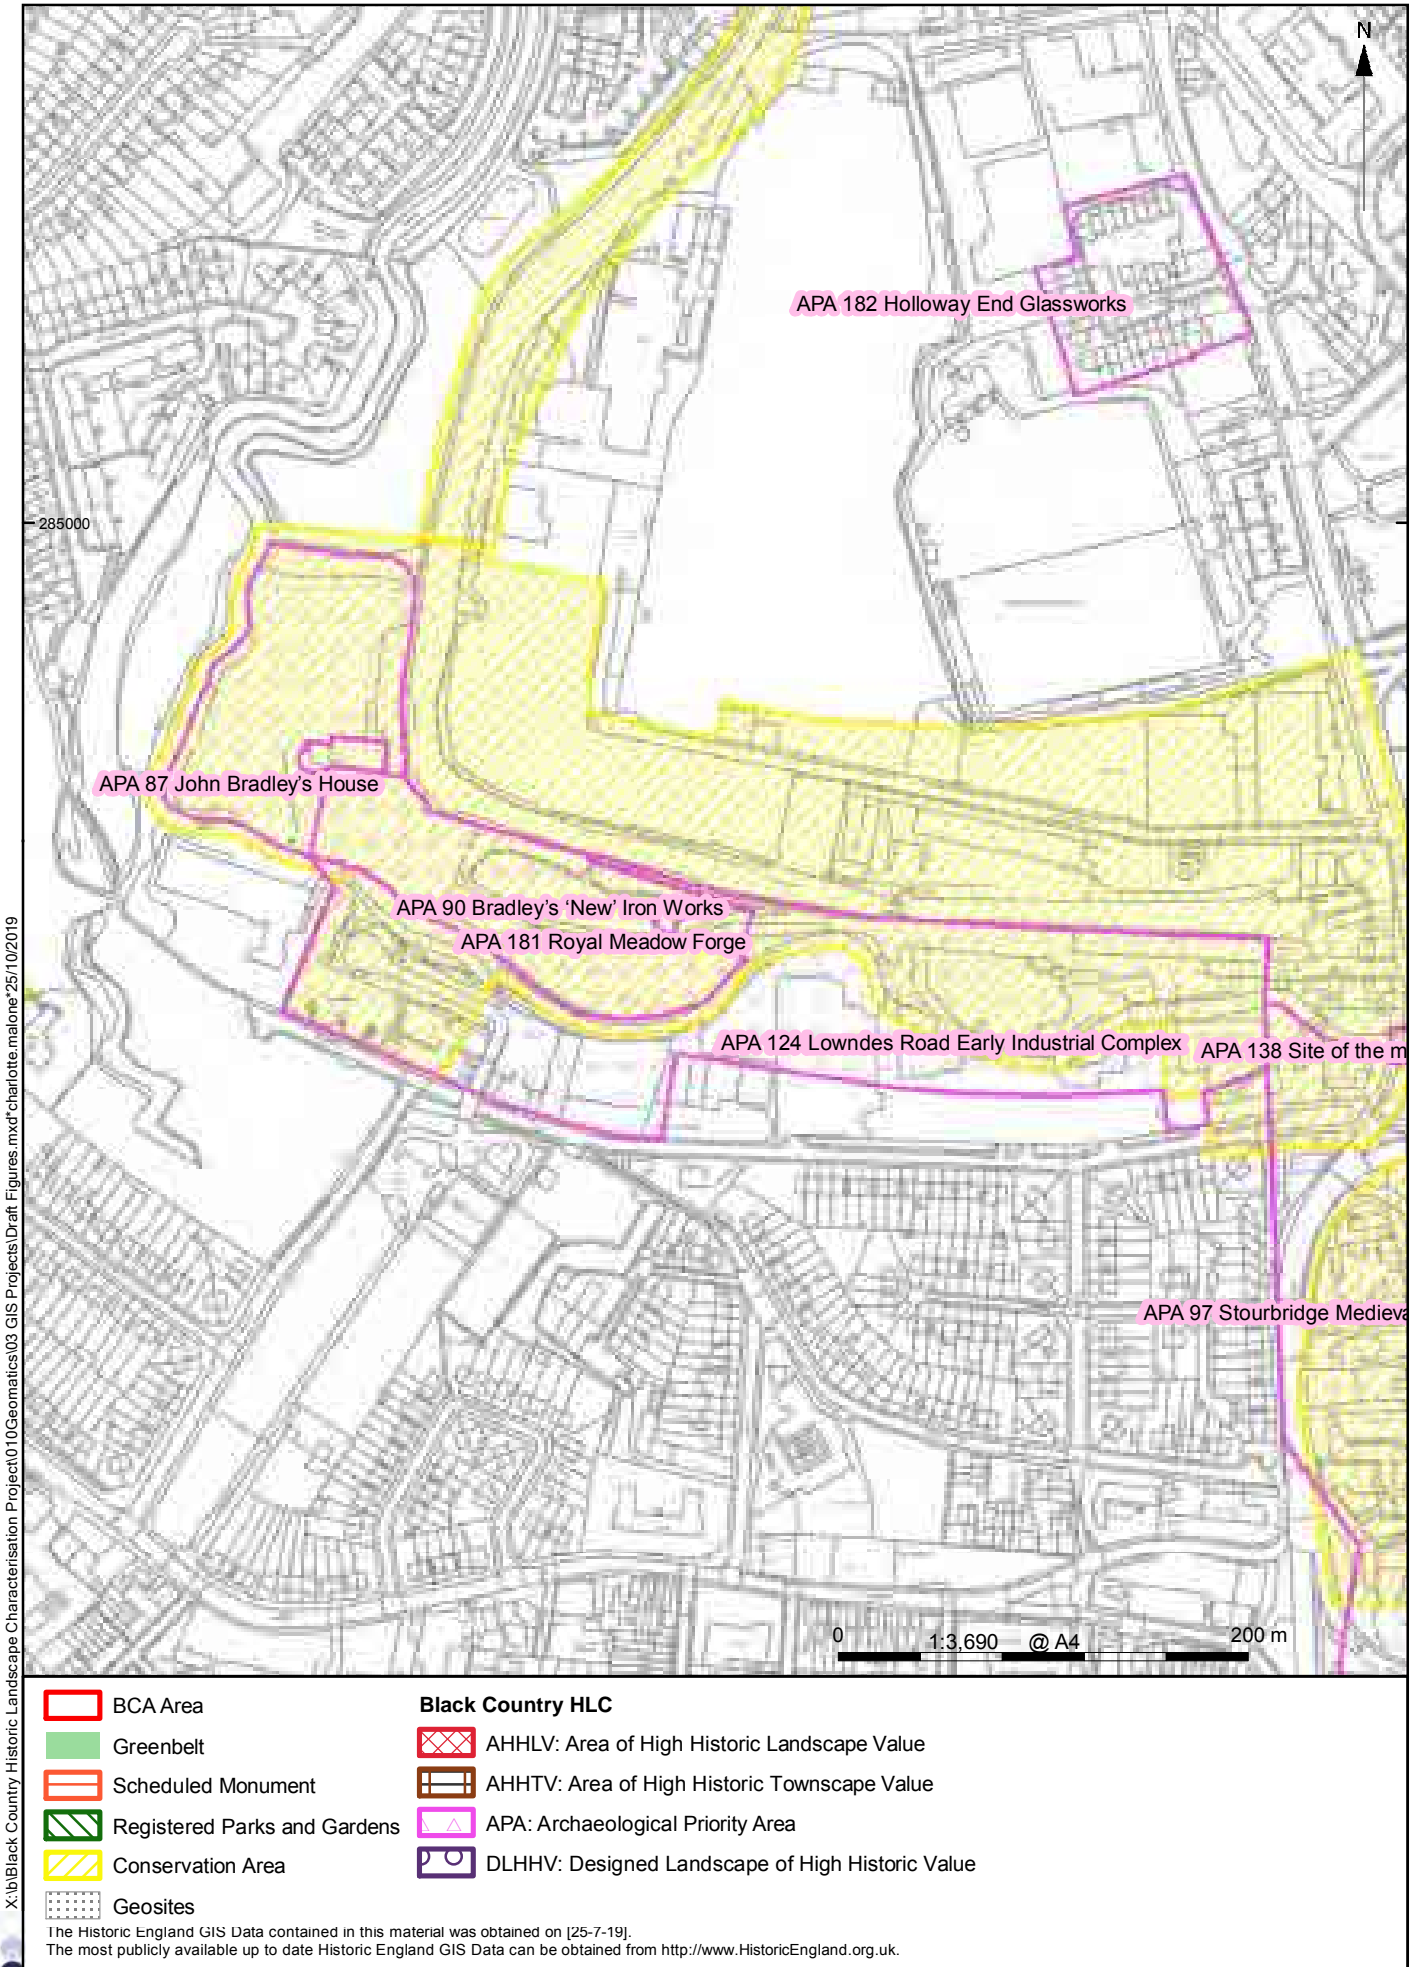 N
APA 182 Holloway End Glassworks
285000
APA 87 John Bradley's House
APA 90 Bradley's ‘New’ Iron Works
APA 181 Royal Meadow Forge
APA 124 Lowndes Road Early Industrial Complex
APA 138 Site of the m
APA 97 Stourbridge Medieva
0 1:3,690 @ A4 200 m
X:\b\Black Country Historic Landscape Characterisation Project\010Geomatics\03 GIS Projects\Draft Figures.mxd*charlotte.malone*25/10/2019
BCA Area
Greenbelt
Scheduled Monument
Registered Parks and Gardens
Conservation Area
Geosites
Black Country HLC
AHHLV: Area of High Historic Landscape Value
AHHTV: Area of High Historic Townscape Value
APA: Archaeological Priority Area
DLHHV: Designed Landscape of High Historic Value
The Historic England GIS Data contained in this material was obtained on [25-7-19].
The most publicly available up to date Historic England GIS Data can be obtained from http://www.HistoricEngland.org.uk.